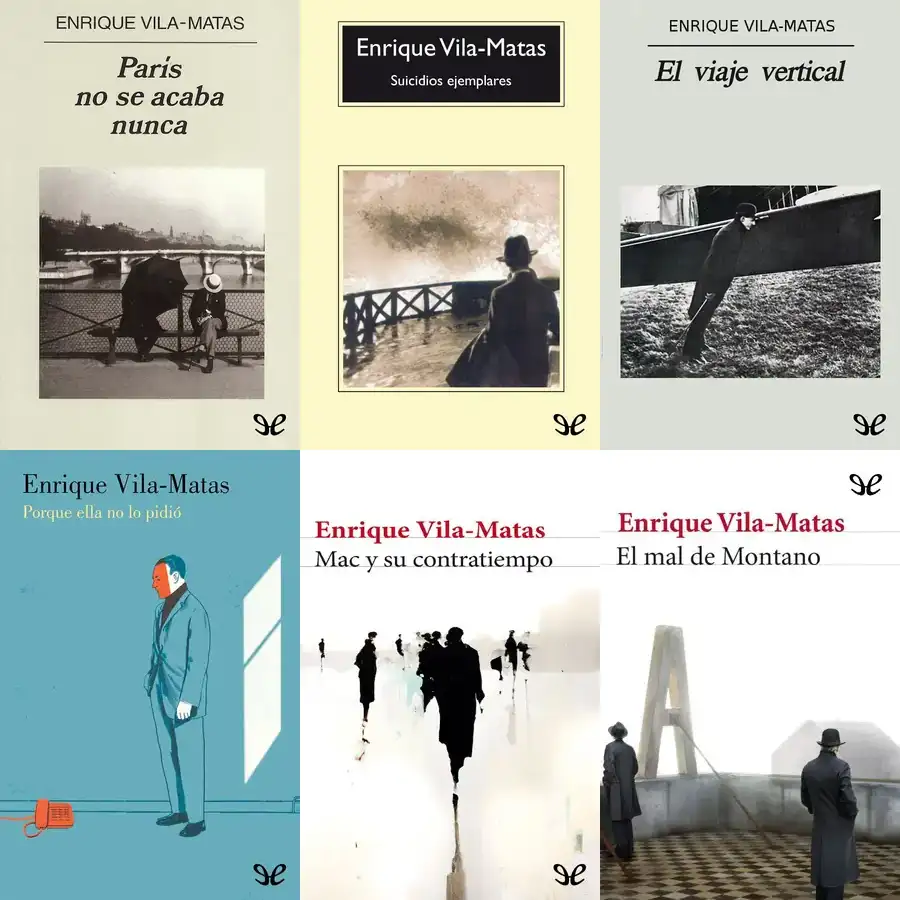 ENRIQUE VILA-MATAS
París
no se acaba
nunca
Enrique Vila-Matas
Suicidios ejemplares
ENRIQUE VILA-MATAS
El viaje vertical
Enrique Vila-Matas
Porque ella no lo pidió
Enrique Vila-Matas
Mac y su contratiempo
Enrique Vila-Matas
El mal de Montano
A